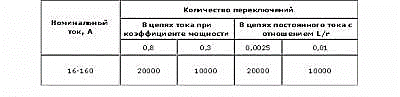 Количество переключений
Номинальный
ток, А
В цепях тока при
коэффициенте мощности
В цепях постоянного тока с
отношением L/r
0,8
0,3
0,0025
0,01
16-160
20000
10000
20000
10000